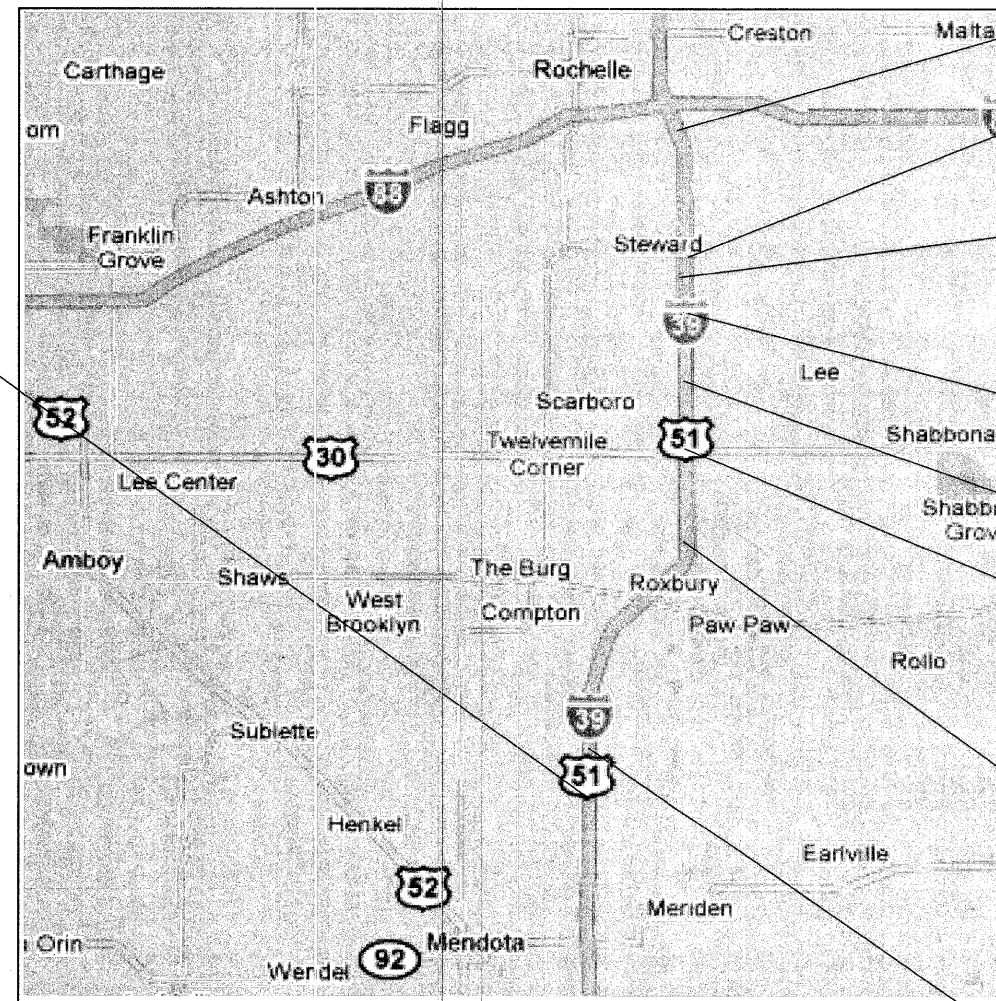 Creston
Malta
Carthage
Rochelle
om
Flagg
88
Ashton
Franklin
Grove
Steward
39
Lee
52
Scarboro
51
Shabbona
Twelvemile
Corner
30
Lee Center
Shabb
Grov
Amboy
Shaws
The Burg
Roxbury
West
Brooklyn
Compton
Paw Paw
Rollo
39
Sublette
own
51
Henkel
Earlville
52
Meriden
Orin
Mendota
Wendel
92